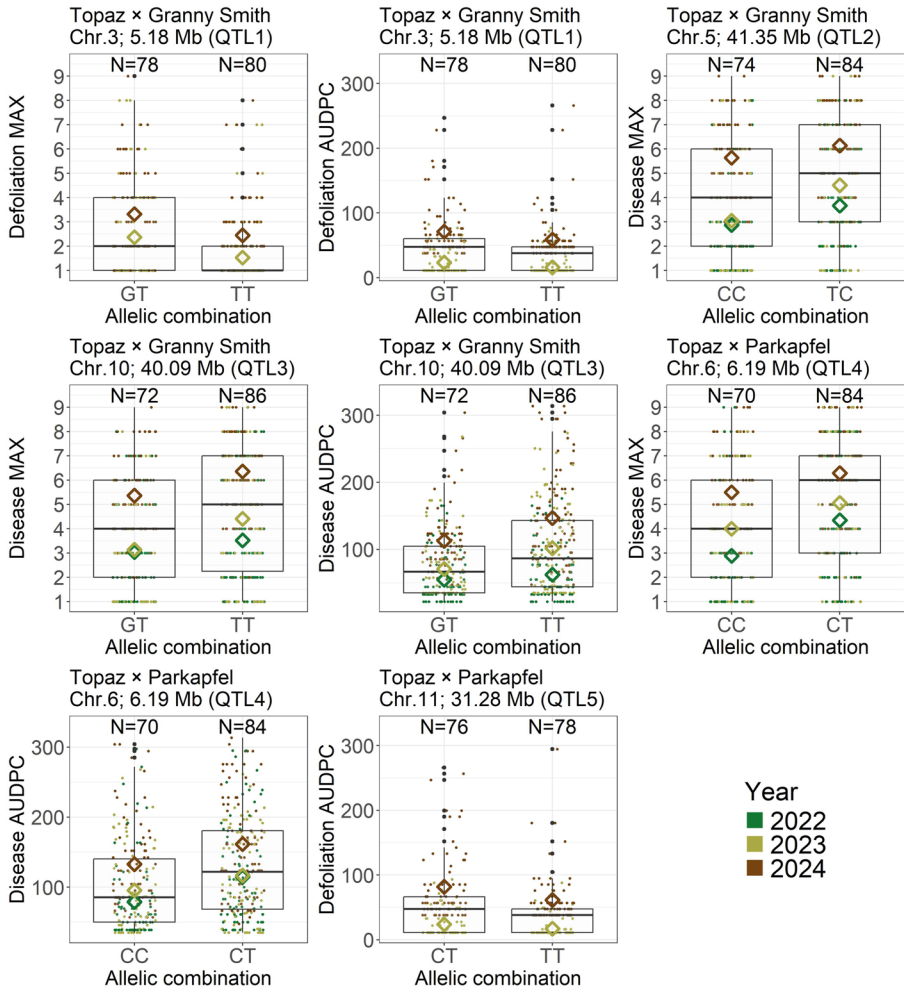 Topaz × Granny Smith
Chr.3; 5.18 Mb (QTL1)
N=78 N=80
Defoliation MAX
9
8
7
6
5
4
3
2
1
GT TT
Allelic combination
Topaz × Granny Smith
Chr.3; 5.18 Mb (QTL1)
N=78 N=80
Defoliation AUDPC
300
200
100
0
GT TT
Allelic combination
Topaz × Granny Smith
Chr.5; 41.35 Mb (QTL2)
N=74 N=84
Disease MAX
9
8
7
6
5
4
3
2
1
CC TC
Allelic combination
Topaz × Granny Smith
Chr.10; 40.09 Mb (QTL3)
N=72 N=86
Disease MAX
9
8
7
6
5
4
3
2
1
GT TT
Allelic combination
Topaz × Granny Smith
Chr.10; 40.09 Mb (QTL3)
N=72 N=86
Disease AUDPC
300
200
100
GT TT
Allelic combination
Topaz × Parkapfel
Chr.6; 6.19 Mb (QTL4)
N=70 N=84
Disease MAX
9
8
7
6
5
4
3
2
1
CC CT
Allelic combination
Topaz × Parkapfel
Chr.6; 6.19 Mb (QTL4)
N=70 N=84
Disease AUDPC
300
200
100
CC CT
Allelic combination
Topaz × Parkapfel
Chr.11; 31.28 Mb (QTL5)
N=76 N=78
Defoliation AUDPC
300
200
100
0
CT TT
Allelic combination
Year
2022
2023
2024